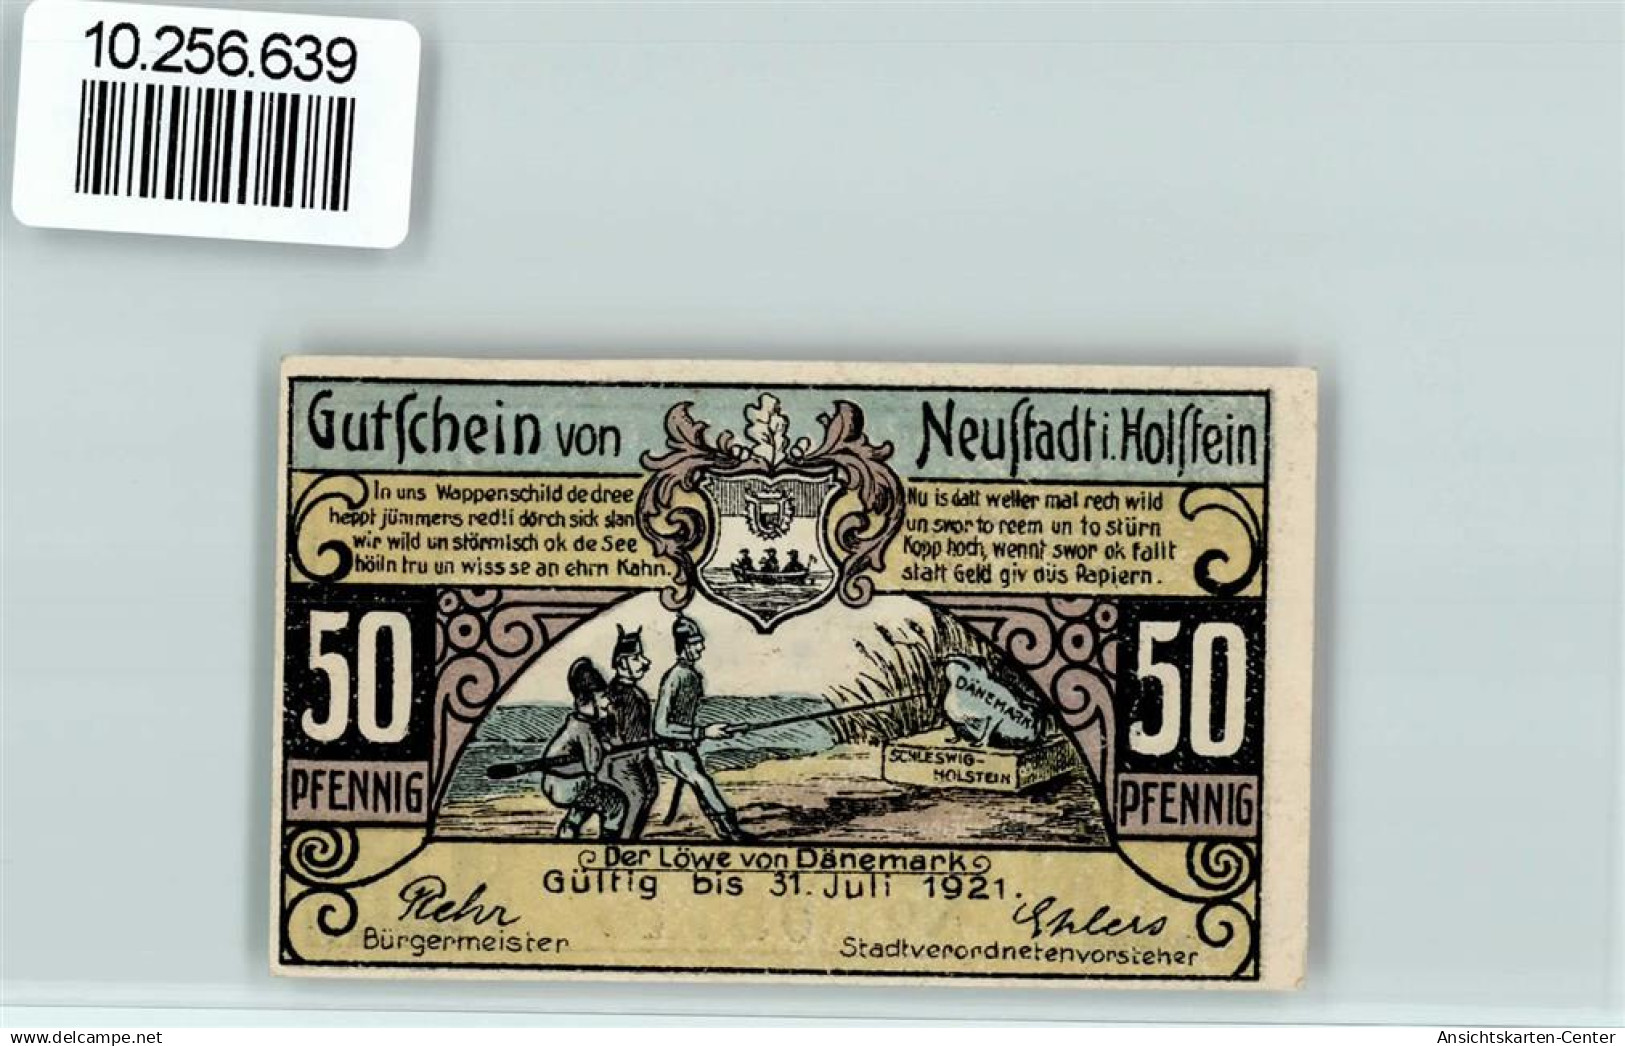 10.256.639
Gutschein von Neustadt i. Holstein
In uns Wappenschild de dree
heppt jümmers redli dörch sick slan
wir wild un störmisch ok de See
höiln tru un wiss se an ehrn Kahn.
Nu is datt weller mal rech wild
un swor to reem un to stürn
Kopp hoch, wennt swor ok fallt
statt Geld giv aüs Papiern.
50
PFENNIG
50
PFENNIG
DÄNEMARK
SCHLESWIG-
HOLSTEIN
Der Löwe von Dänemark
Gültig bis 31. Juli 1921.
Rehr
Bürgermeister
Ehlers
Stadtverordnetenvorsteher
www.delcampe.net
Ansichtskarten-Center